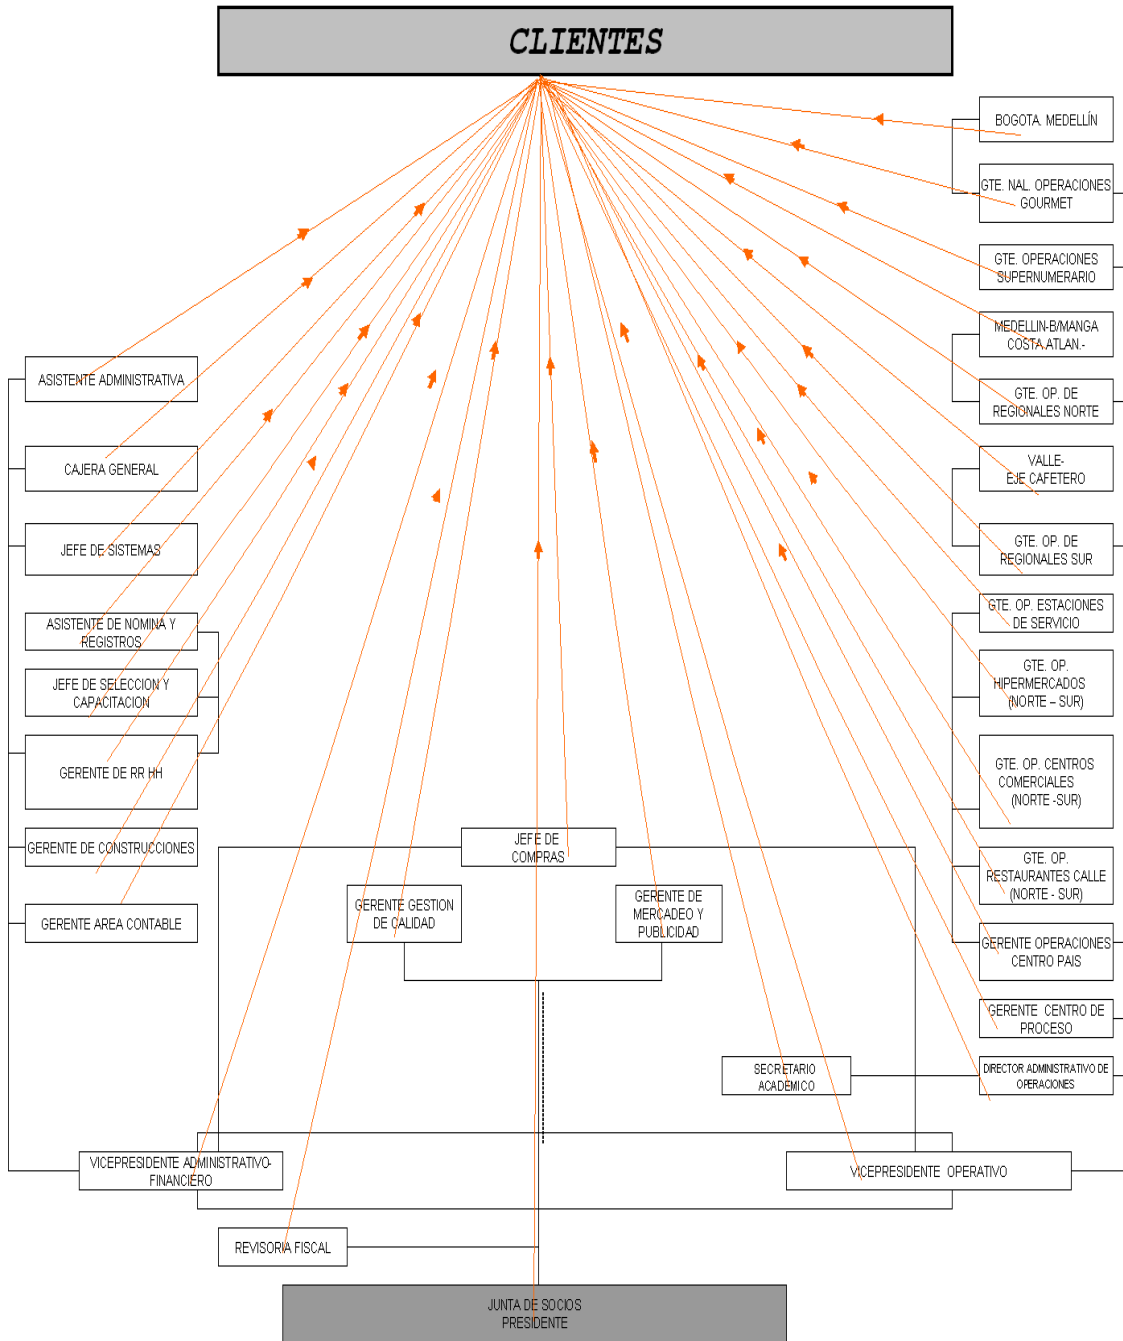 CLIENTES
BOGOTA. MEDELLÍN
GTE. NAL. OPERACIONES
GOURMET
GTE. OPERACIONES
SUPERNUMERARIO
MEDELLIN-B/MANGA
COSTA ATLAN.-
GTE. OP. DE
REGIONALES NORTE
VALLE-
EJE CAFETERO
GTE. OP. DE
REGIONALES SUR
GTE. OP. ESTACIONES
DE SERVICIO
GTE. OP.
HIPERMERCADOS
(NORTE – SUR)
GTE. OP. CENTROS
COMERCIALES
(NORTE -SUR)
GTE. OP.
RESTAURANTES CALLE
(NORTE - SUR)
GERENTE OPERACIONES
CENTRO PAIS
GERENTE CENTRO DE
PROCESO
DIRECTOR ADMINISTRATIVO DE
OPERACIONES
ASISTENTE ADMINISTRATIVA
CAJERA GENERAL
JEFE DE SISTEMAS
ASISTENTE DE NOMINA Y
REGISTROS
JEFE DE SELECCION Y
CAPACITACION
GERENTE DE RR HH
GERENTE DE CONSTRUCCIONES
GERENTE AREA CONTABLE
JEFE DE
COMPRAS
GERENTE GESTION
DE CALIDAD
GERENTE DE
MERCADEO Y
PUBLICIDAD
SECRETARIO
ACADEMICO
VICEPRESIDENTE ADMINISTRATIVO-
FINANCIERO
VICEPRESIDENTE OPERATIVO
REVISORIA FISCAL
JUNTA DE SOCIOS
PRESIDENTE